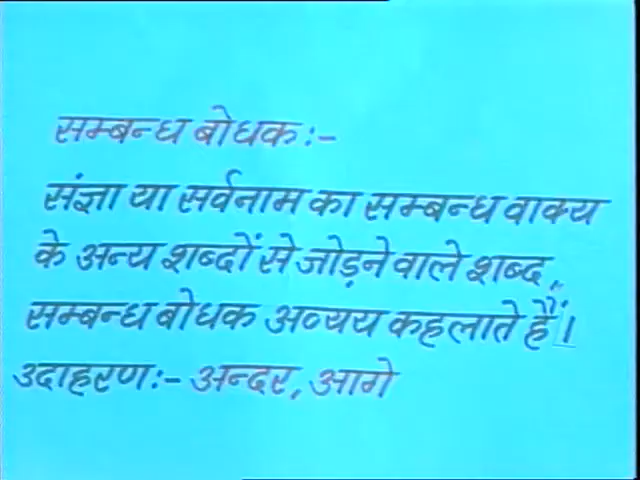 सम्बन्ध बोधक:-
संज्ञा या सर्वनाम का सम्बन्ध वाक्य
के अन्य शब्दों से जोड़ने वाले शब्द,,
सम्बन्ध बोधक अव्यय कहलाते हैं।
उदाहरण:- अन्दर, आगे